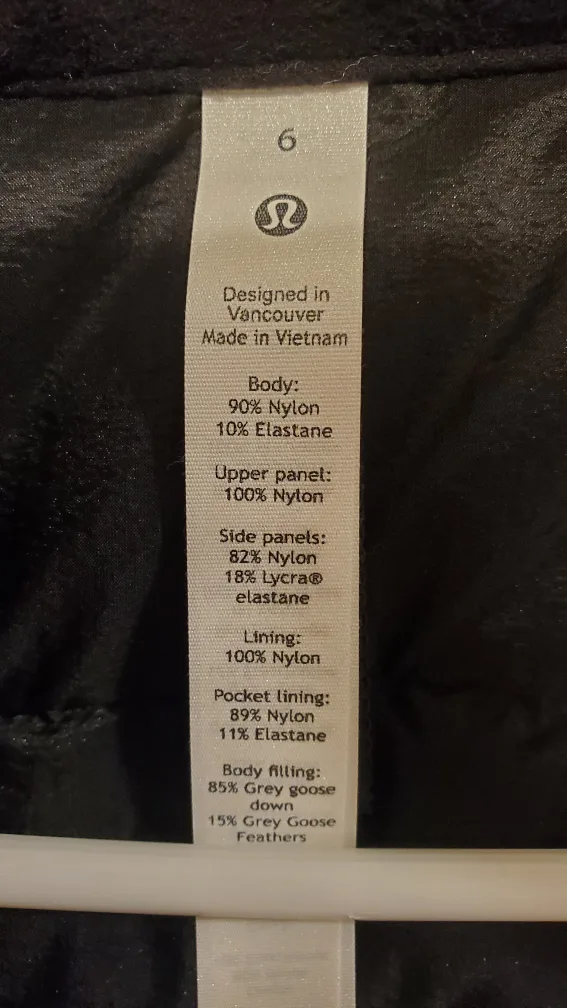 6
Designed in
Vancouver
Made in Vietnam
Body:
90% Nylon
10% Elastane
Upper panel:
100% Nylon
Side panels:
82% Nylon
18% Lycra®
elastane
Lining:
100% Nylon
Pocket lining:
89% Nylon
11% Elastane
Body filling:
85% Grey goose
down
15% Grey Goose
Feathers